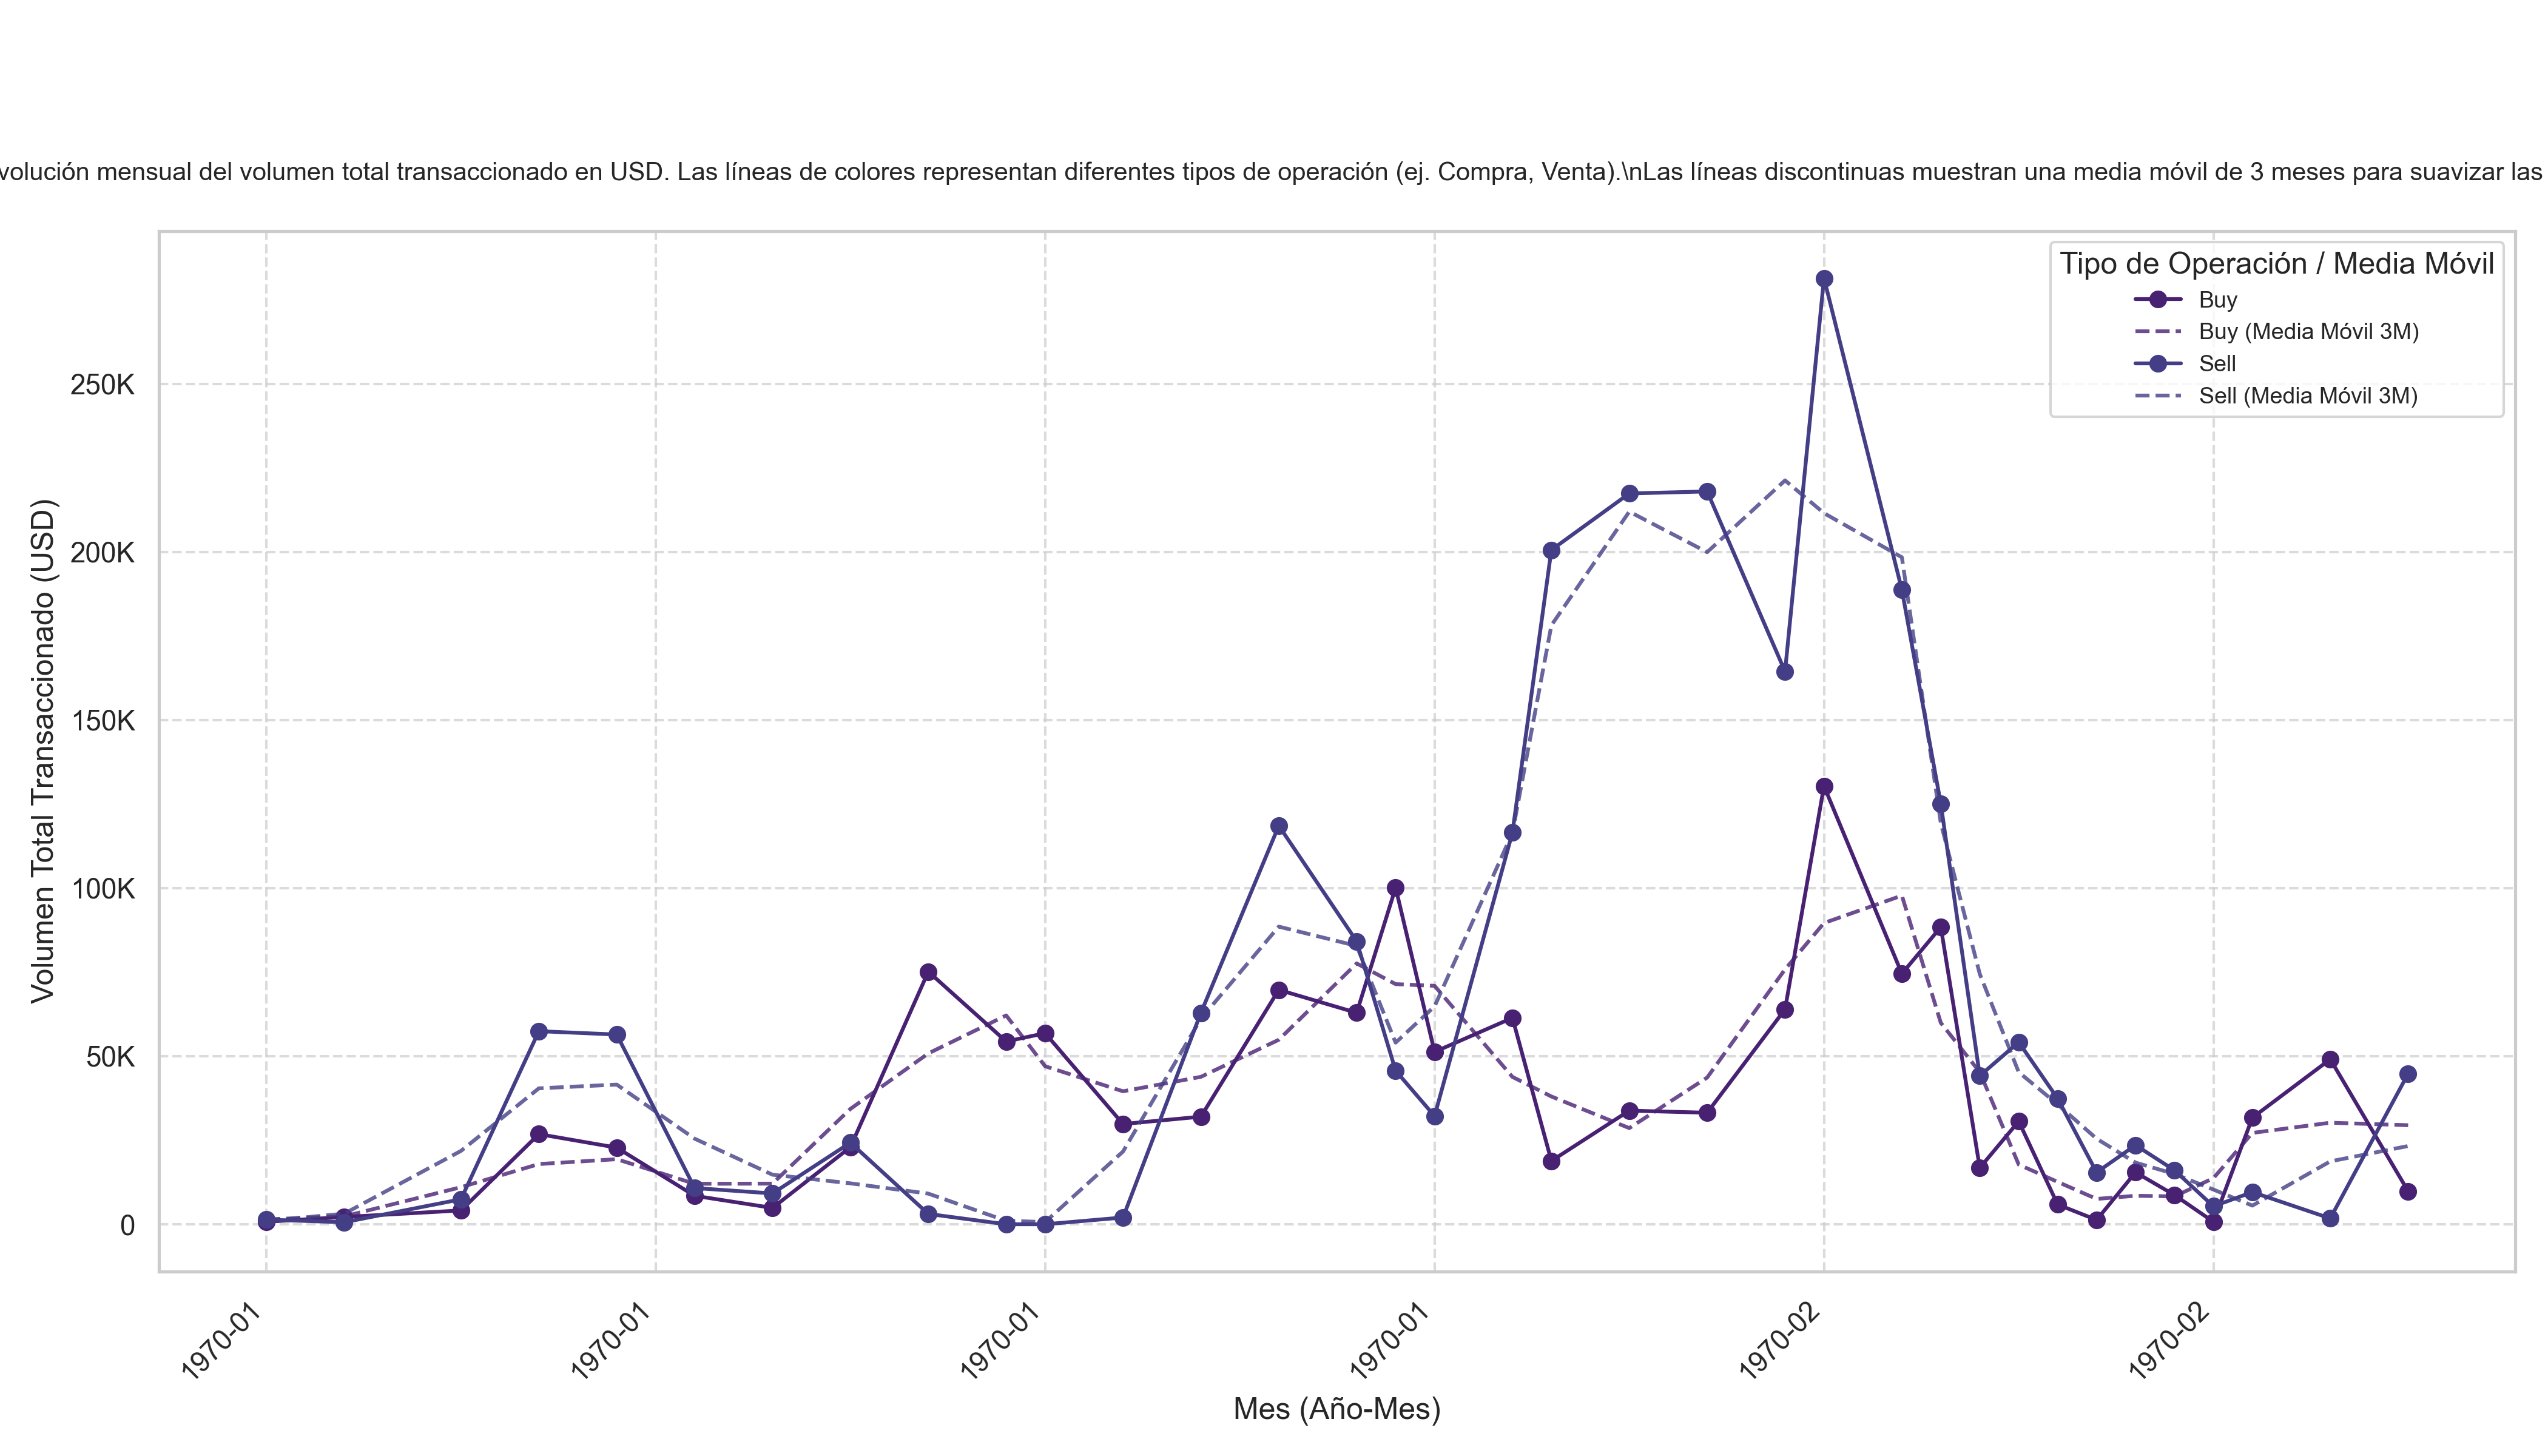 volución mensual del volumen total transaccionado en USD. Las líneas de colores representan diferentes tipos de operación (ej. Compra, Venta).\nLas líneas discontinuas muestran una media móvil de 3 meses para suavizar las
Tipo de Operación / Media Móvil
Buy
Buy (Media Móvil 3M)
Sell
Sell (Media Móvil 3M)
Volumen Total Transaccionado (USD)
250K
200K
150K
100K
50K
0
1970-01
1970-01
1970-01
1970-01
1970-02
1970-02
Mes (Año-Mes)